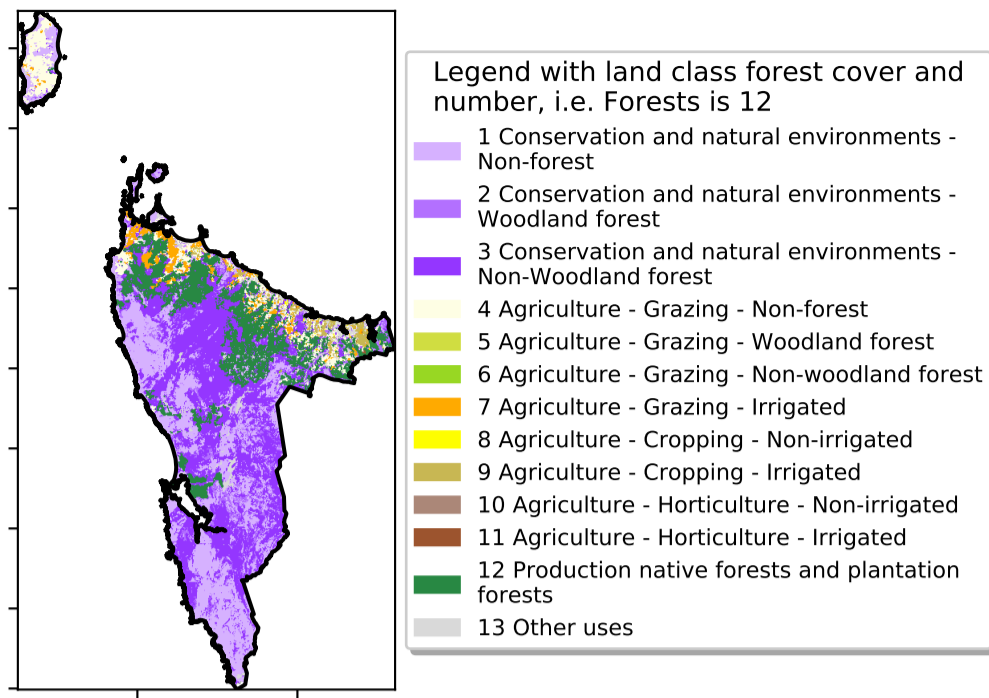 Legend with land class forest cover and
number, i.e. Forests is 12
1 Conservation and natural environments -
Non-forest
2 Conservation and natural environments -
Woodland forest
3 Conservation and natural environments -
Non-Woodland forest
4 Agriculture - Grazing - Non-forest
5 Agriculture - Grazing - Woodland forest
6 Agriculture - Grazing - Non-woodland forest
7 Agriculture - Grazing - Irrigated
8 Agriculture - Cropping - Non-irrigated
9 Agriculture - Cropping - Irrigated
10 Agriculture - Horticulture - Non-irrigated
11 Agriculture - Horticulture - Irrigated
12 Production native forests and plantation
forests
13 Other uses